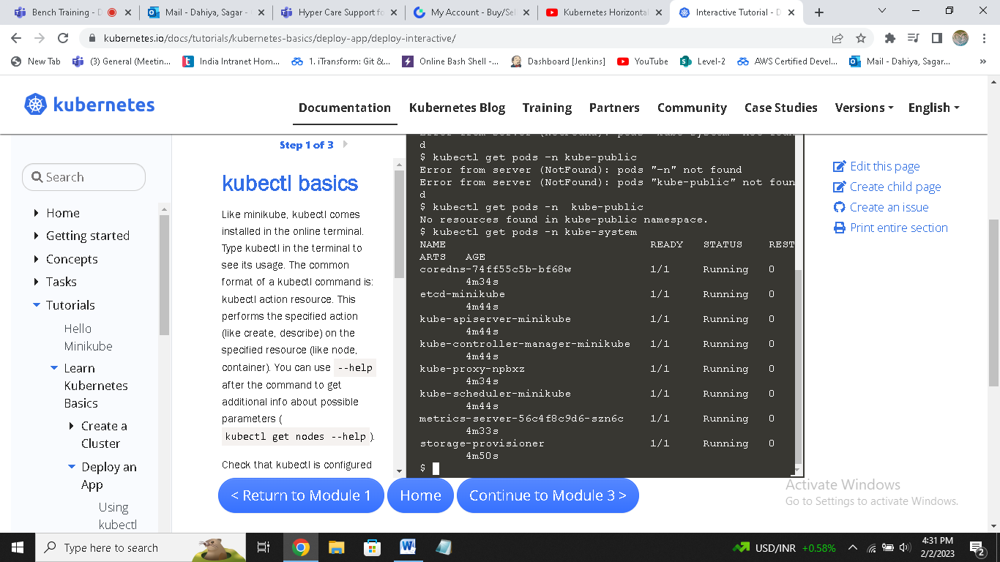 Bench Training - D
Mail - Dahiya, Sagar -
Hyper Care Support fo
My Account - Buy/Sel
Kubernetes Horizontal
Interactive Tutorial - D
kubernetes.io/docs/tutorials/kubernetes-basics/deploy-app/deploy-interactive/
New Tab
(3) General (Meetin...
India Intranet Hom...
1. iTransform: Git &...
Online Bash Shell -...
Dashboard [Jenkins]
YouTube
Level-2
AWS Certified Devel...
Mail - Dahiya, Sagar...
»
kubernetes
Documentation
Kubernetes Blog
Training
Partners
Community
Case Studies
Versions
English
Search
Home
Getting started
Concepts
Tasks
Tutorials
Hello
Minikube
Learn
Kubernetes
Basics
Create a
Cluster
Deploy an
App
Using
kubectl
Step 1 of 3
kubectl basics
Like minikube, kubectl comes
installed in the online terminal.
Type kubectl in the terminal to
see its usage. The common
format of a kubectl command is:
kubectl action resource. This
performs the specified action
(like create, describe) on the
specified resource (like node,
container). You can use --help
after the command to get
additional info about possible
parameters (
kubectl get nodes --help ).
Check that kubectl is configured
Error from server (NotFound): pods "kube-system" not foun
d
$ kubectl get pods –n kube-public
Error from server (NotFound): pods "–n" not found
Error from server (NotFound): pods "kube-public" not foun
d
$ kubectl get pods -n  kube-public
No resources found in kube-public namespace.
$ kubectl get pods -n kube-system
NAME READY STATUS REST
ARTS AGE
coredns-74ff55c5b-bf68w 1/1 Running 0
4m34s
etcd-minikube 1/1 Running 0
4m44s
kube-apiserver-minikube 1/1 Running 0
4m44s
kube-controller-manager-minikube 1/1 Running 0
4m44s
kube-proxy-npbxz 1/1 Running 0
4m34s
kube-scheduler-minikube 1/1 Running 0
4m44s
metrics-server-56c4f8c9d6-szn6c 1/1 Running 0
4m33s
storage-provisioner 1/1 Running 0
4m50s
$
Edit this page
Create child page
Create an issue
Print entire section
< Return to Module 1
Home
Continue to Module 3 >
Activate Windows
Go to Settings to activate Windows.
Type here to search
USD/INR +0.58%
4:31 PM
2/2/2023
2